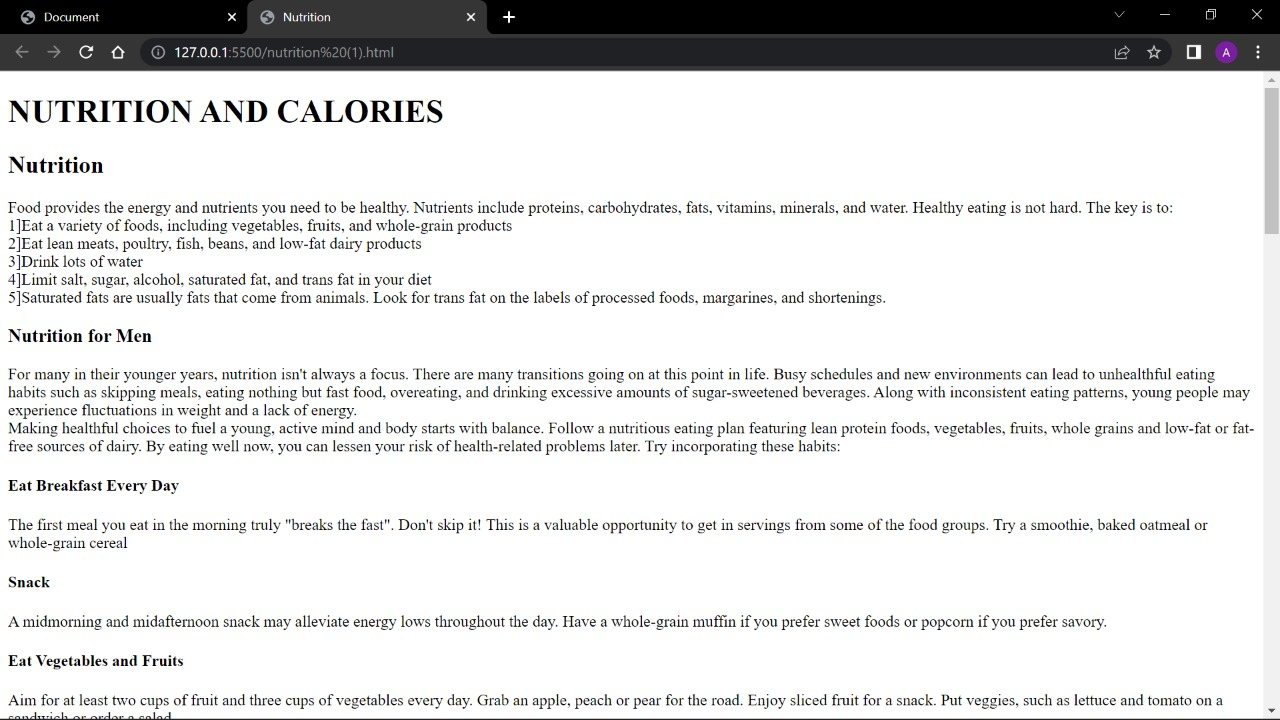 Document
Nutrition
127.0.0.1:5500/nutrition%20(1).html
A
NUTRITION AND CALORIES
Nutrition
Food provides the energy and nutrients you need to be healthy. Nutrients include proteins, carbohydrates, fats, vitamins, minerals, and water. Healthy eating is not hard. The key is to:
1]Eat a variety of foods, including vegetables, fruits, and whole-grain products
2]Eat lean meats, poultry, fish, beans, and low-fat dairy products
3]Drink lots of water
4]Limit salt, sugar, alcohol, saturated fat, and trans fat in your diet
5]Saturated fats are usually fats that come from animals. Look for trans fat on the labels of processed foods, margarines, and shortenings.
Nutrition for Men
For many in their younger years, nutrition isn't always a focus. There are many transitions going on at this point in life. Busy schedules and new environments can lead to unhealthful eating
habits such as skipping meals, eating nothing but fast food, overeating, and drinking excessive amounts of sugar-sweetened beverages. Along with inconsistent eating patterns, young people may
experience fluctuations in weight and a lack of energy.
Making healthful choices to fuel a young, active mind and body starts with balance. Follow a nutritious eating plan featuring lean protein foods, vegetables, fruits, whole grains and low-fat or fat-
free sources of dairy. By eating well now, you can lessen your risk of health-related problems later. Try incorporating these habits:
Eat Breakfast Every Day
The first meal you eat in the morning truly "breaks the fast". Don't skip it! This is a valuable opportunity to get in servings from some of the food groups. Try a smoothie, baked oatmeal or
whole-grain cereal
Snack
A midmorning and midafternoon snack may alleviate energy lows throughout the day. Have a whole-grain muffin if you prefer sweet foods or popcorn if you prefer savory.
Eat Vegetables and Fruits
Aim for at least two cups of fruit and three cups of vegetables every day. Grab an apple, peach or pear for the road. Enjoy sliced fruit for a snack. Put veggies, such as lettuce and tomato on a
sandwich or order a salad